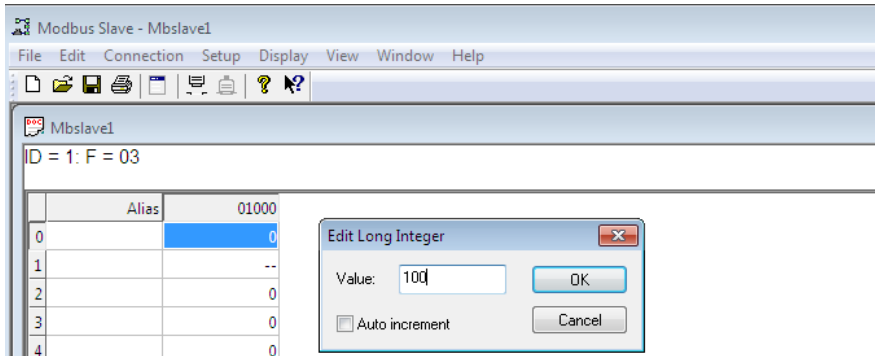 Modbus Slave - Mbslave1
File Edit Connection Setup Display View Window Help
Mbslave1
ID = 1: F = 03
Alias 01000
0 0
1 --
2 0
3 0
4 0
Edit Long Integer
Value: 100
OK
Auto increment
Cancel